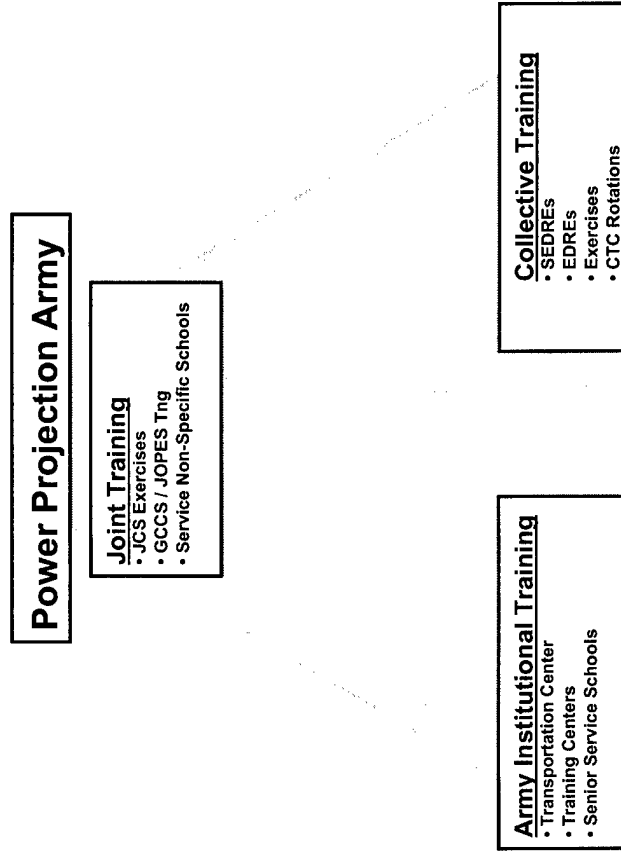 Power Projection Army
Joint Training
• JCS Exercises
• GCCS / JOPES Tng
• Service Non-Specific Schools
Army Institutional Training
• Transportation Center
• Training Centers
• Senior Service Schools
Collective Training
• SEDREs
• EDREs
• Exercises
• CTC Rotations